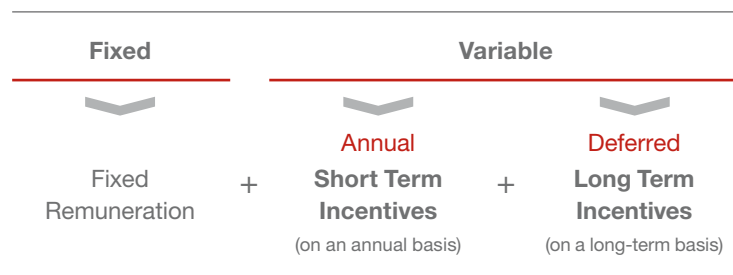 Fixed
Variable
Annual
Deferred
Fixed
Remuneration
+
Short Term
Incentives
(on an annual basis)
+
Long Term
Incentives
(on a long-term basis)